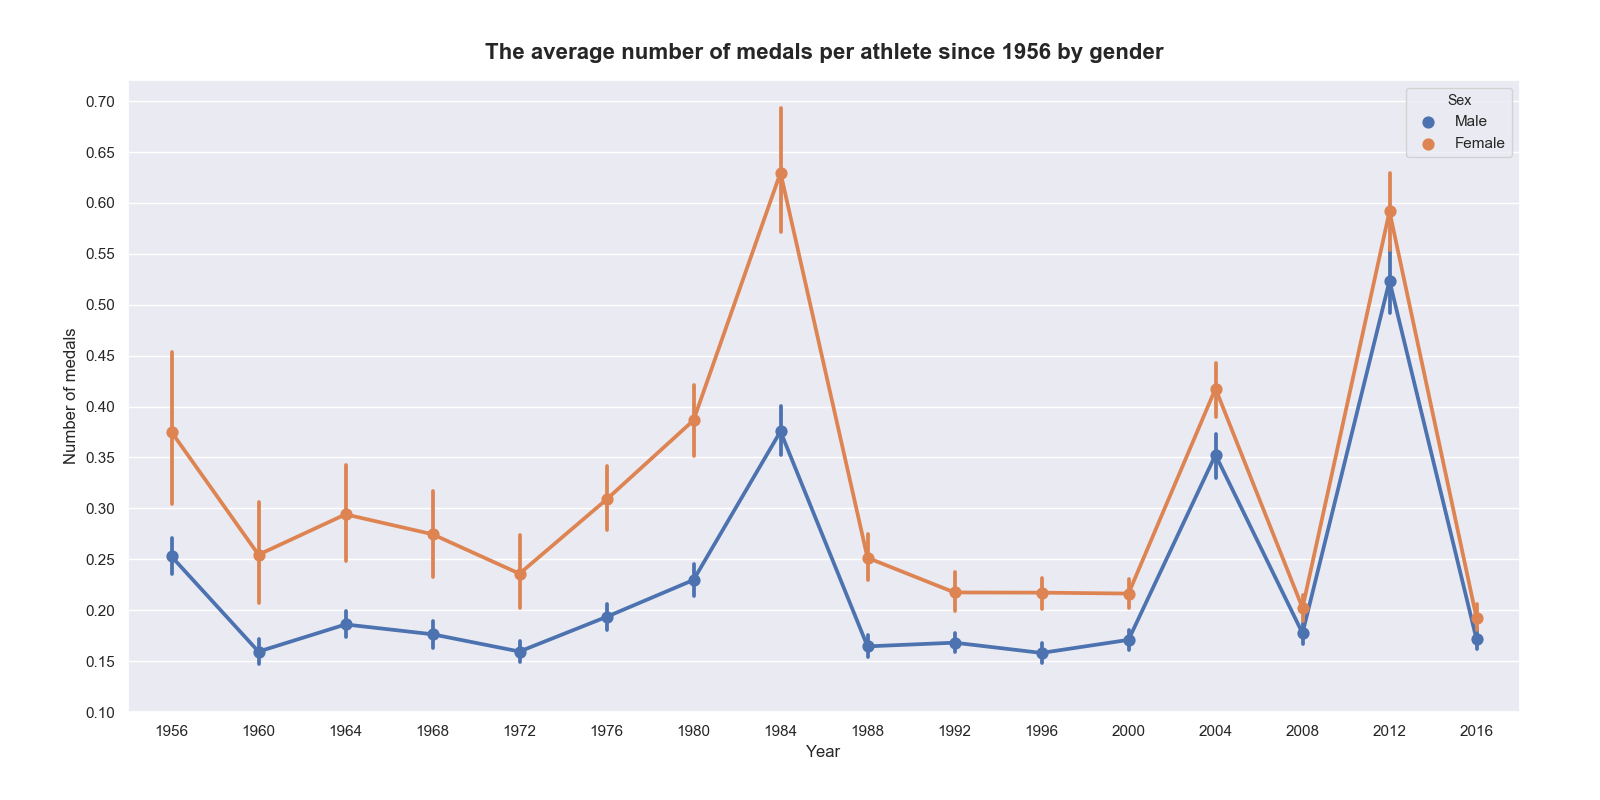 The average number of medals per athlete since 1956 by gender
Sex
Male
Female
Number of medals
0.70
0.65
0.60
0.55
0.50
0.45
0.40
0.35
0.30
0.25
0.20
0.15
0.10
1956 1960 1964 1968 1972 1976 1980 1984 1988 1992 1996 2000 2004 2008 2012 2016
Year